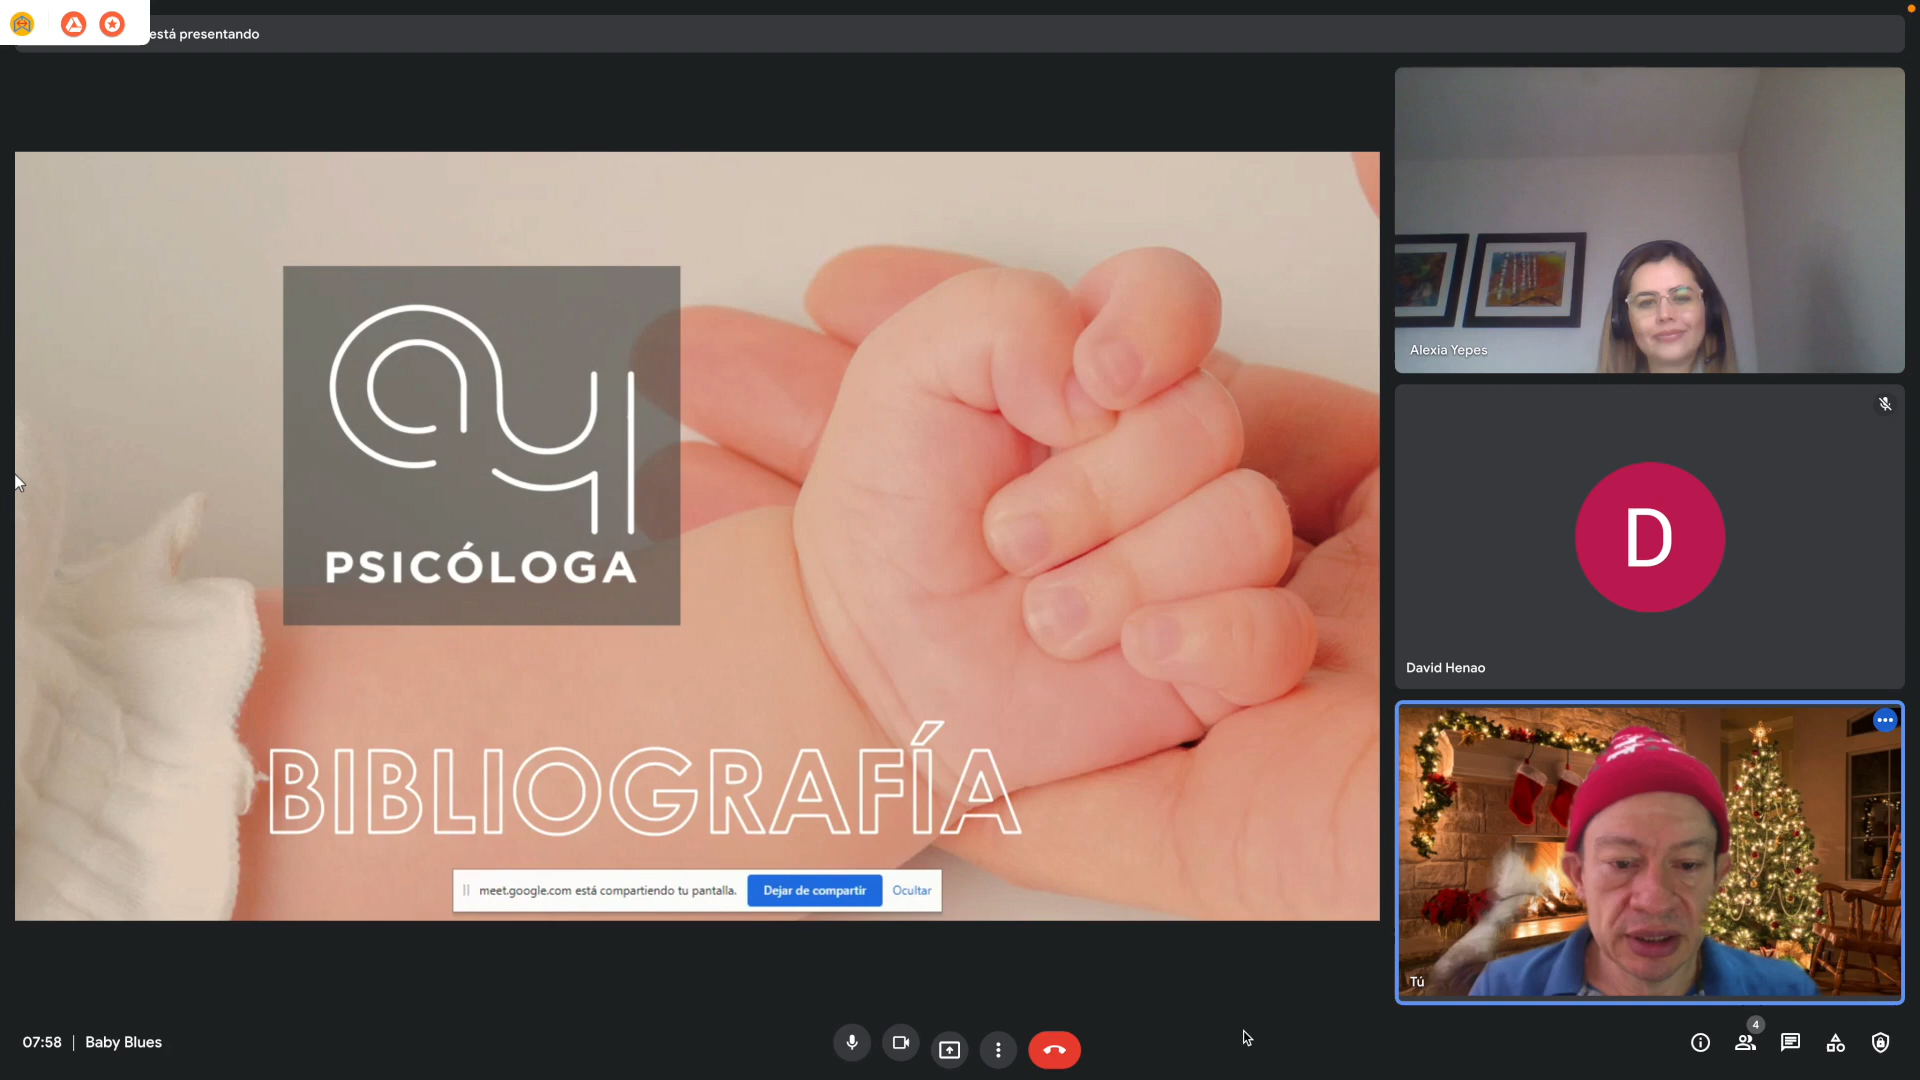 está presentando
PSICÓLOGA
BIBLIOGRAFÍA
meet.google.com está compartiendo tu pantalla.
Dejar de compartir
Ocultar
Alexia Yepes
D
David Henao
Tú
07:58 | Baby Blues
4